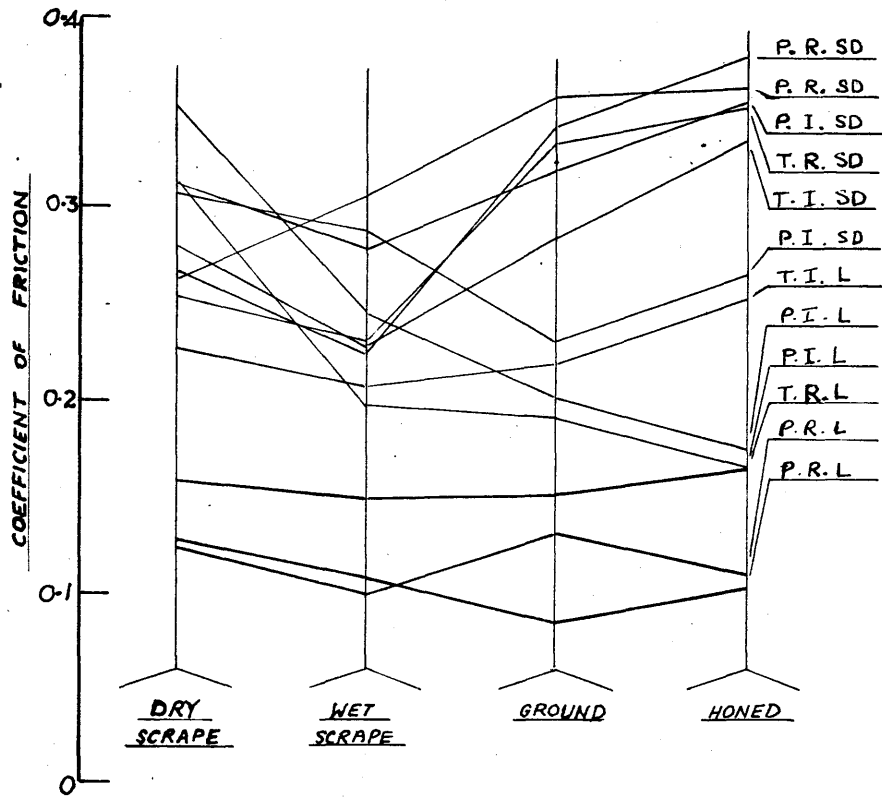 0.4
0.3
0.2
0.1
0
COEFFICIENT OF FRICTION
DRY
SCRAPE
WET
SCRAPE
GROUND
HONED
P. R. SD
P. R. SD
P. I. SD
T. R. SD
T. I. SD
P. I. SD
T. I. L
P. I. L
P. I. L
T. R. L
P. R. L
P. R. L